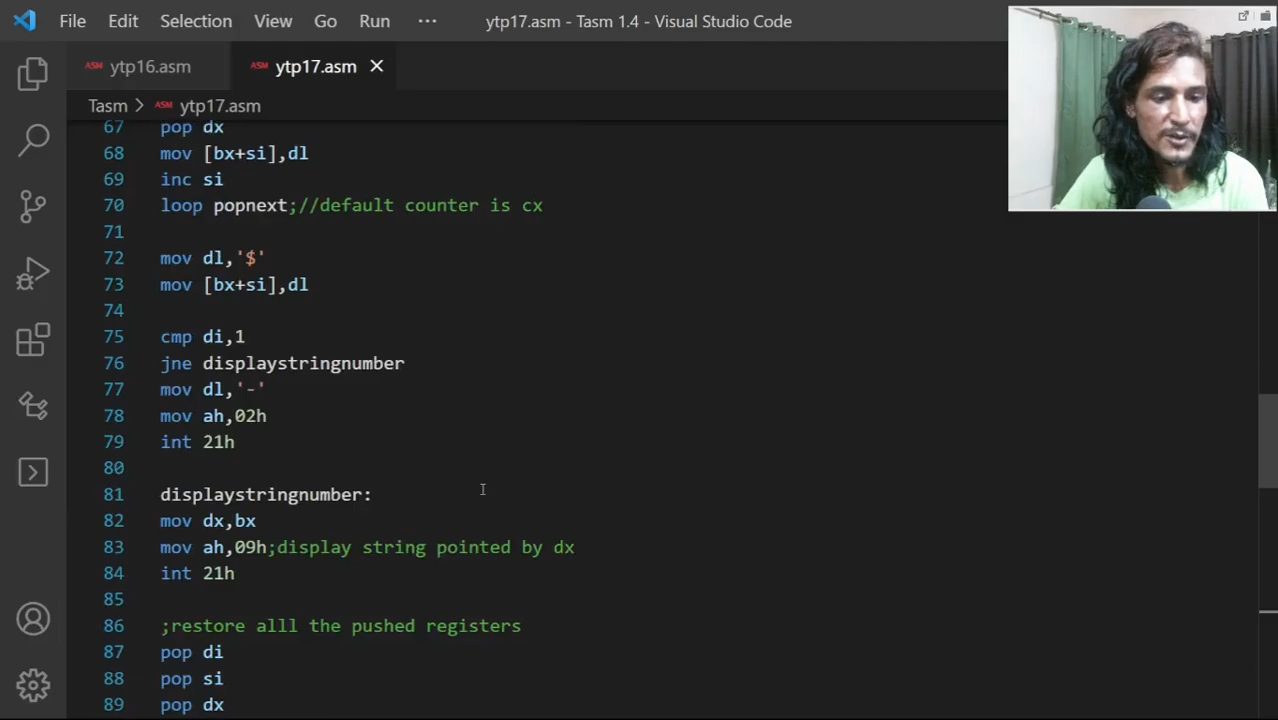 File Edit Selection View Go Run ··· ytp17.asm - Tasm 1.4 - Visual Studio Code
ASM ytp16.asm ASM ytp17.asm
Tasm > ASM ytp17.asm
67 pop dx
68 mov [bx+si],dl
69 inc si
70 loop popnext;//default counter is cx
71
72 mov dl,'$'
73 mov [bx+si],dl
74
75 cmp di,1
76 jne displaystringnumber
77 mov dl,'-'
78 mov ah,02h
79 int 21h
80
81 displaystringnumber:
82 mov dx,bx
83 mov ah,09h;display string pointed by dx
84 int 21h
85
86 ;restore alll the pushed registers
87 pop di
88 pop si
89 pop dx